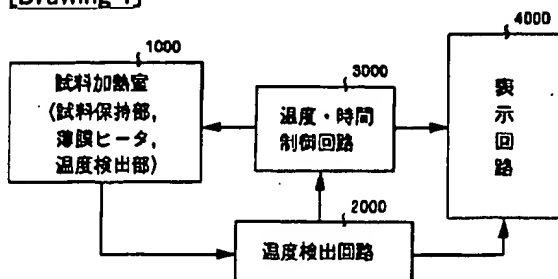 [Drawing 1]
1000
試料加熱室
(試料保持部,
薄膜ヒータ,
温度検出部)
3000
温度・時間
制御回路
4000
表示回路
2000
温度検出回路